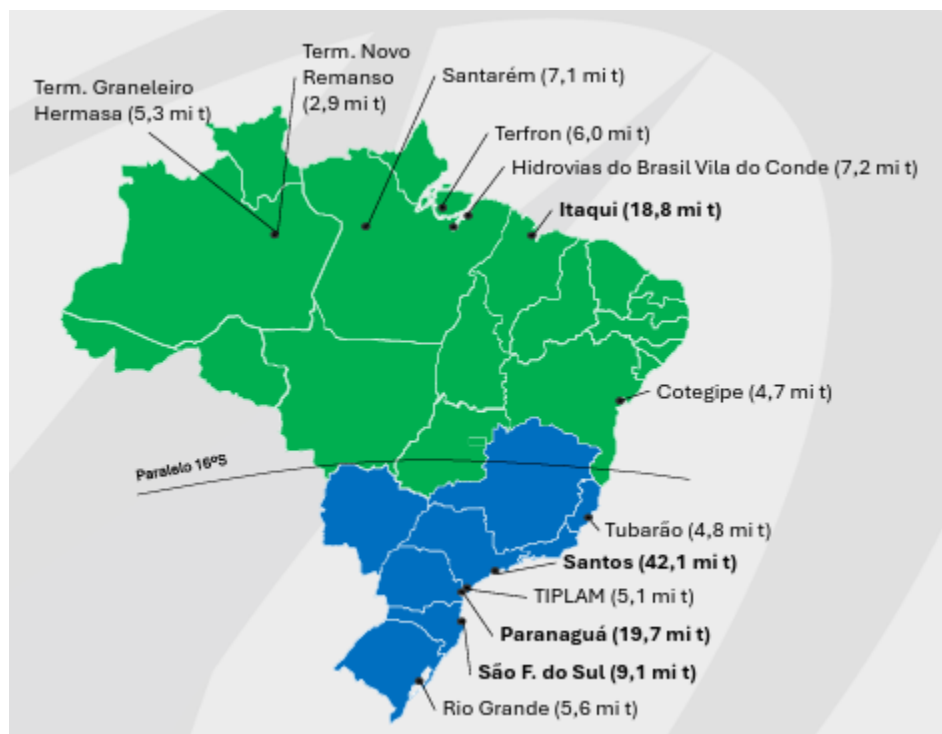 Term. Novo
Remanso
(2,9 mi t)
Term. Graneleiro
Hermasa (5,3 mi t)
Santarém (7,1 mi t)
Terfron (6,0 mi t)
Hidrovias do Brasil Vila do Conde (7,2 mi t)
Itaqui (18,8 mi t)
Cotegipe (4,7 mi t)
Paralelo 16ºS
Tubarão (4,8 mi t)
Santos (42,1 mi t)
TIPLAM (5,1 mi t)
Paranaguá (19,7 mi t)
São F. do Sul (9,1 mi t)
Rio Grande (5,6 mi t)